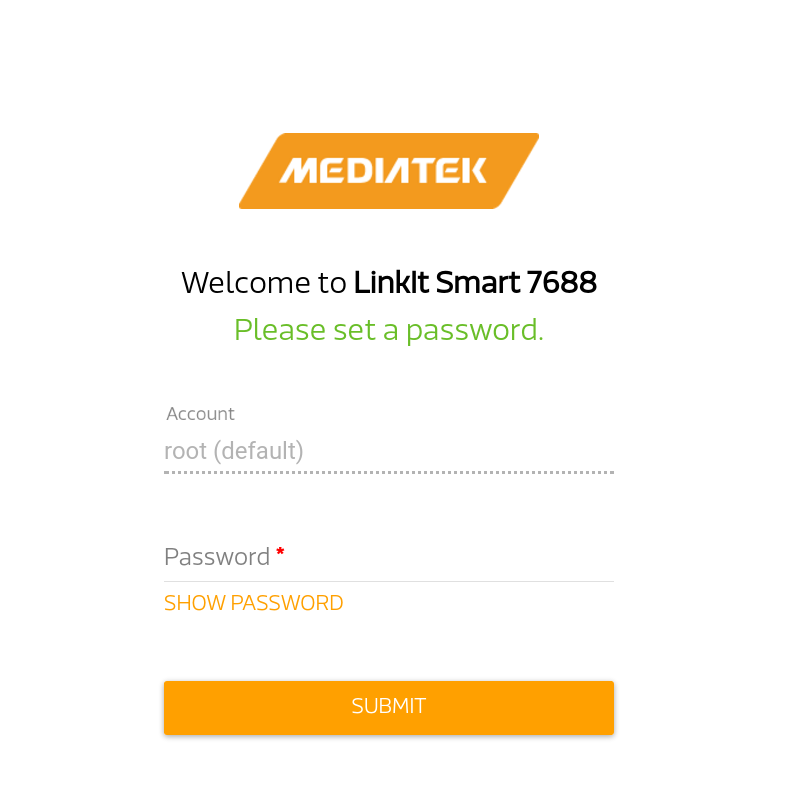 MEDIATEK
Welcome to LinkIt Smart 7688
Please set a password.
Account
root (default)
Password *
SHOW PASSWORD
SUBMIT